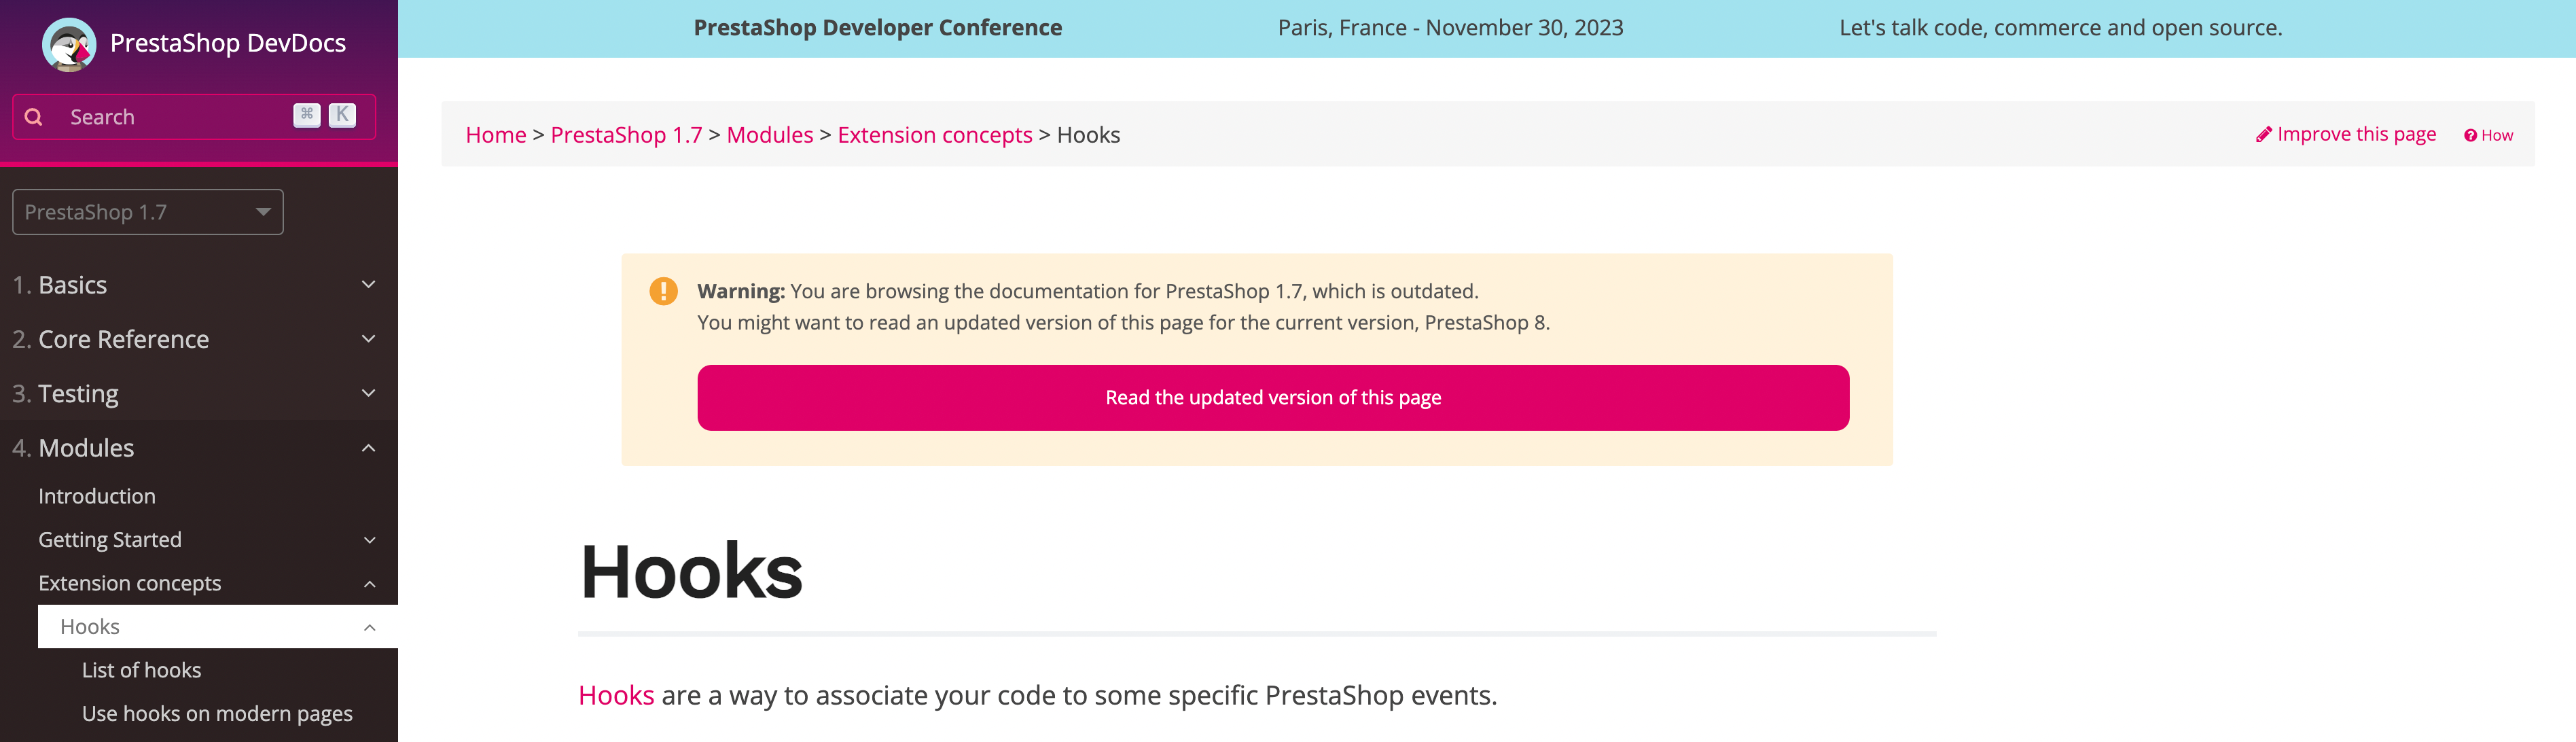 PrestaShop DevDocs
Search ⌘ K
PrestaShop 1.7
1. Basics
2. Core Reference
3. Testing
4. Modules
Introduction
Getting Started
Extension concepts
Hooks
List of hooks
Use hooks on modern pages
PrestaShop Developer Conference Paris, France - November 30, 2023 Let's talk code, commerce and open source.
Home > PrestaShop 1.7 > Modules > Extension concepts > Hooks Improve this page How
Warning: You are browsing the documentation for PrestaShop 1.7, which is outdated.
You might want to read an updated version of this page for the current version, PrestaShop 8.
Read the updated version of this page
Hooks
Hooks are a way to associate your code to some specific PrestaShop events.